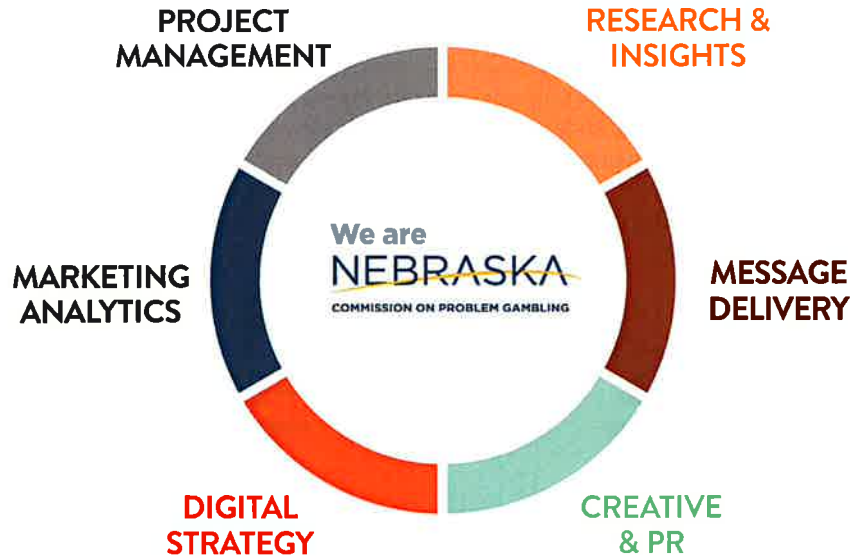 PROJECT
MANAGEMENT
RESEARCH &
INSIGHTS
We are
NEBRASKA
COMMISSION ON PROBLEM GAMBLING
MARKETING
ANALYTICS
MESSAGE
DELIVERY
DIGITAL
STRATEGY
CREATIVE
& PR